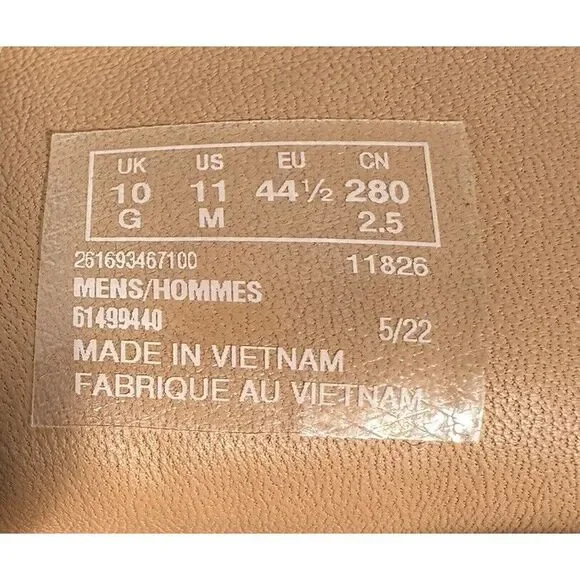 UK US EU CN
10 11 44½ 280
G M 2.5
261693467100 11826
MENS/HOMMES
61499440 5/22
MADE IN VIETNAM
FABRIQUE AU VIETNAM